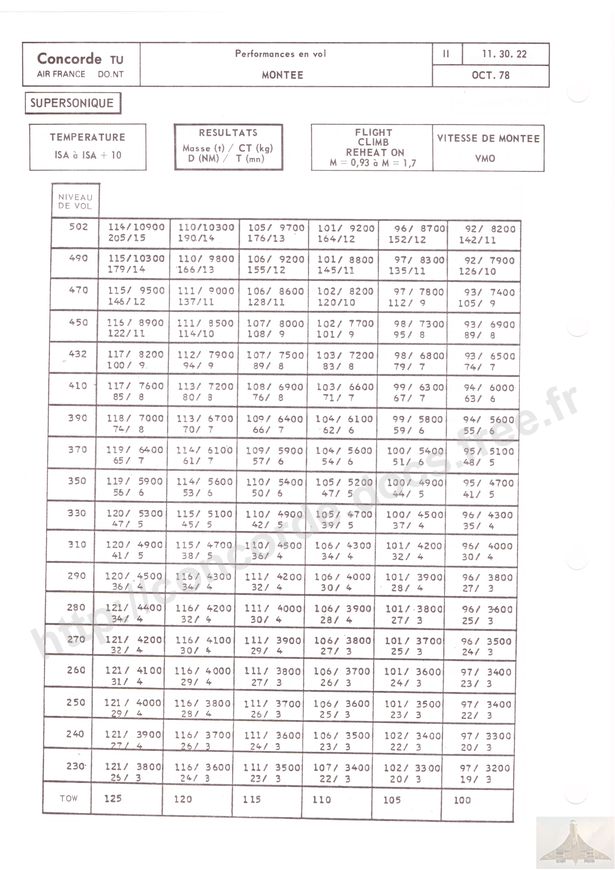 Concorde TU
AIR FRANCE DO.NT
Performances en vol
MONTEE
II 11. 30. 22
OCT. 78
SUPERSONIQUE
TEMPERATURE
ISA à ISA + 10
RESULTATS
Masse (t) / CT (kg)
D (NM) / T (mn)
FLIGHT
CLIMB
REHEAT ON
M = 0,93 à M = 1,7
VITESSE DE MONTEE
VMO
NIVEAU
DE VOL
502 114/10900 110/10300 105/ 9700 101/ 9200 96/ 8700 92/ 8200
205/15 190/14 176/13 164/12 152/12 142/11
490 115/10300 110/ 9800 106/ 9200 101/ 8800 97/ 8300 92/ 7900
179/14 166/13 155/12 145/11 135/11 126/10
470 115/ 9500 111/ 9000 106/ 8600 102/ 8200 97/ 7800 93/ 7400
146/12 137/11 128/11 120/10 112/ 9 105/ 9
450 116/ 8900 111/ 8500 107/ 8000 102/ 7700 98/ 7300 93/ 6900
122/11 114/10 108/ 9 101/ 9 95/ 8 89/ 8
432 117/ 8200 112/ 7900 107/ 7500 103/ 7200 98/ 6800 93/ 6500
100/ 9 94/ 9 89/ 8 83/ 8 79/ 7 74/ 7
410 117/ 7600 113/ 7200 108/ 6900 103/ 6600 99/ 6300 94/ 6000
85/ 8 80/ 8 76/ 8 71/ 7 67/ 7 63/ 6
390 118/ 7000 113/ 6700 109/ 6400 104/ 6100 99/ 5800 94/ 5600
74/ 8 70/ 7 66/ 7 62/ 6 59/ 6 55/ 6
370 119/ 6400 114/ 6100 109/ 5900 104/ 5600 100/ 5400 95/ 5100
65/ 7 61/ 7 57/ 6 54/ 6 51/ 6 48/ 5
350 119/ 5900 114/ 5600 110/ 5400 105/ 5200 100/ 4900 95/ 4700
56/ 6 53/ 6 50/ 6 47/ 5 44/ 5 41/ 5
330 120/ 5300 115/ 5100 110/ 4900 105/ 4700 100/ 4500 96/ 4300
47/ 5 45/ 5 42/ 5 39/ 5 37/ 4 35/ 4
310 120/ 4900 115/ 4700 110/ 4500 106/ 4300 101/ 4200 96/ 4000
41/ 5 38/ 5 36/ 4 34/ 4 32/ 4 30/ 4
290 120/ 4500 116/ 4300 111/ 4200 106/ 4000 101/ 3900 96/ 3800
36/ 4 34/ 4 32/ 4 30/ 4 28/ 4 27/ 3
280 121/ 4400 116/ 4200 111/ 4000 106/ 3900 101/ 3800 96/ 3600
34/ 4 32/ 4 30/ 4 28/ 4 27/ 3 25/ 3
270 121/ 4200 116/ 4100 111/ 3900 106/ 3800 101/ 3700 96/ 3500
32/ 4 30/ 4 29/ 4 27/ 3 25/ 3 24/ 3
260 121/ 4100 116/ 4000 111/ 3800 106/ 3700 101/ 3600 97/ 3400
31/ 4 29/ 4 27/ 3 26/ 3 24/ 3 23/ 3
250 121/ 4000 116/ 3800 111/ 3700 106/ 3600 101/ 3500 97/ 3400
29/ 4 28/ 4 26/ 3 25/ 3 23/ 3 22/ 3
240 121/ 3900 116/ 3700 111/ 3600 106/ 3500 102/ 3400 97/ 3300
27/ 4 26/ 3 24/ 3 23/ 3 22/ 3 20/ 3
230 121/ 3800 116/ 3600 111/ 3500 107/ 3400 102/ 3300 97/ 3200
26/ 3 24/ 3 23/ 3 22/ 3 20/ 3 19/ 3
TOW 125 120 115 110 105 100
http://concorde.docs.free.fr